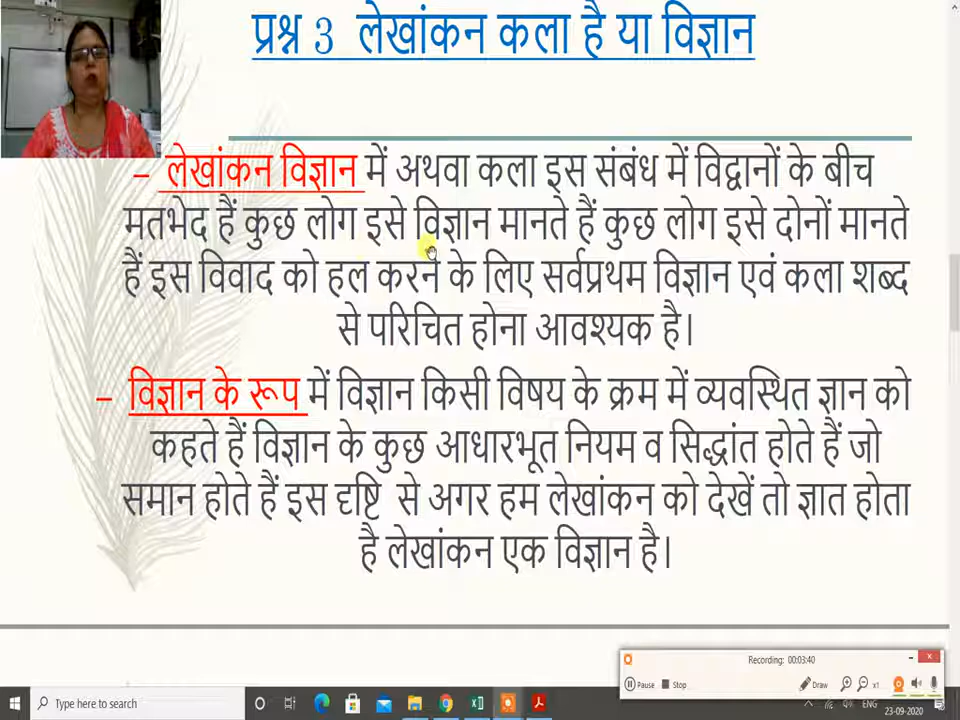 प्रश्न 3 लेखांकन कला है या विज्ञान
– लेखांकन विज्ञान में अथवा कला इस संबंध में विद्वानों के बीच
मतभेद हैं कुछ लोग इसे विज्ञान मानते हैं कुछ लोग इसे दोनों मानते
हैं इस विवाद को हल करने के लिए सर्वप्रथम विज्ञान एवं कला शब्द
से परिचित होना आवश्यक है।
– विज्ञान के रूप में विज्ञान किसी विषय के क्रम में व्यवस्थित ज्ञान को
कहते हैं विज्ञान के कुछ आधारभूत नियम व सिद्धांत होते हैं जो
समान होते हैं इस दृष्टि से अगर हम लेखांकन को देखें तो ज्ञात होता
है लेखांकन एक विज्ञान है।
Recording: 00:03:40
Pause Stop Draw x1
Type here to search
ENG
23-09-2020